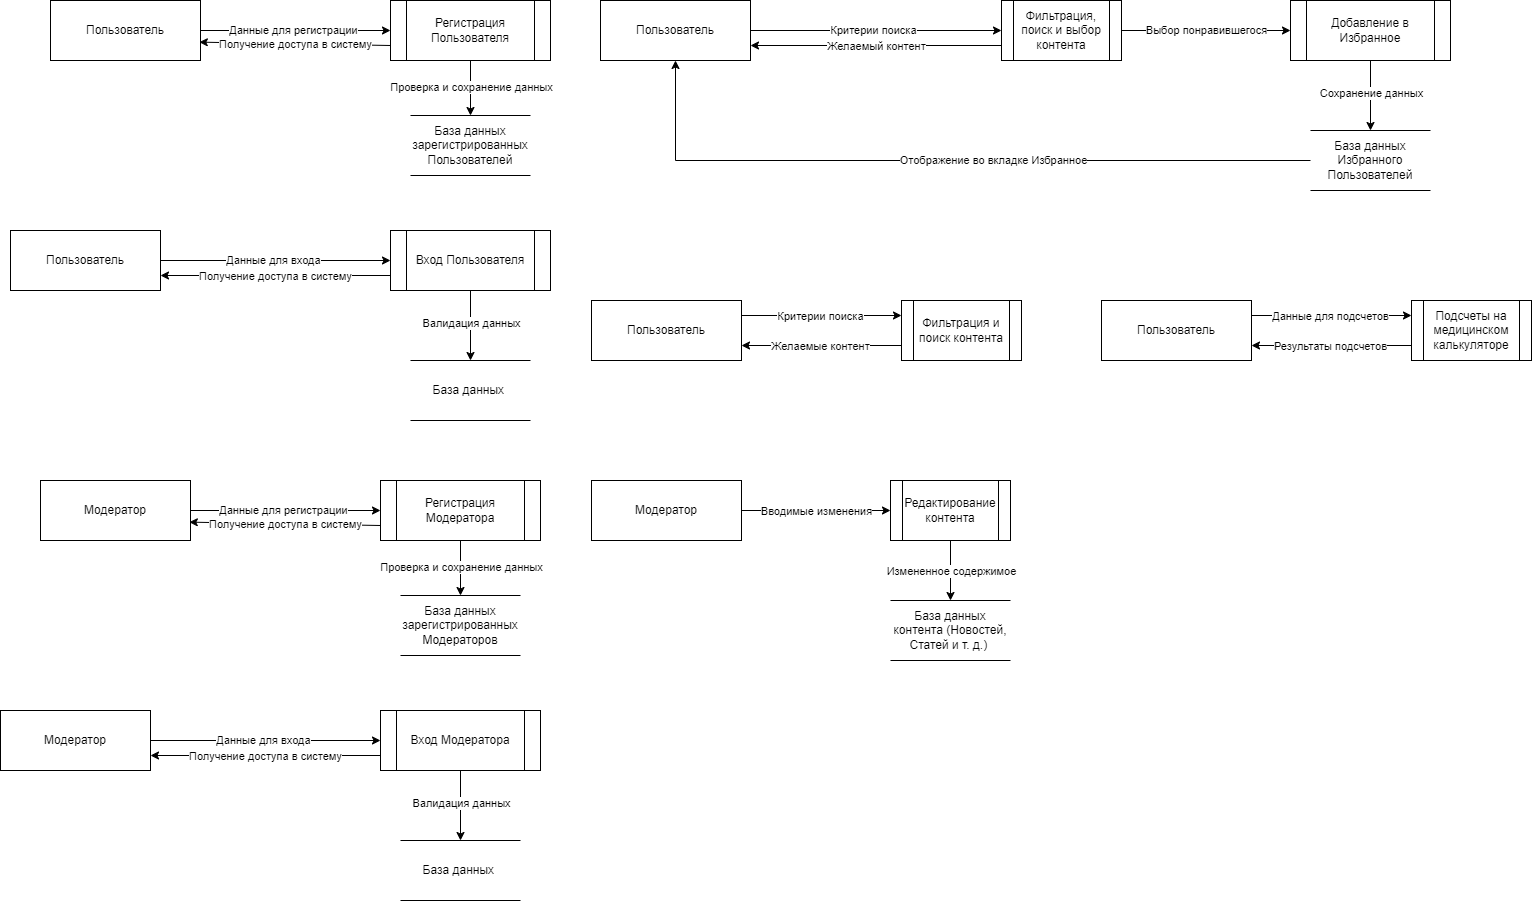 Пользователь
Данные для регистрации
Получение доступа в систему
Регистрация
Пользователя
Проверка и сохранение данных
База данных
зарегистрированных
Пользователей
Пользователь
Критерии поиска
Желаемый контент
Фильтрация,
поиск и выбор
контента
Выбор понравившегося
Добавление в
Избранное
Сохранение данных
База данных
Избранного
Пользователей
Отображение во вкладке Избранное
Пользователь
Данные для входа
Получение доступа в систему
Вход Пользователя
Валидация данных
База данных
Пользователь
Критерии поиска
Желаемые контент
Фильтрация и
поиск контента
Пользователь
Данные для подсчетов
Результаты подсчетов
Подсчеты на
медицинском
калькуляторе
Модератор
Данные для регистрации
Получение доступа в систему
Регистрация
Модератора
Проверка и сохранение данных
База данных
зарегистрированных
Модераторов
Модератор
Вводимые изменения
Редактирование
контента
Измененное содержимое
База данных
контента (Новостей,
Статей и т. д.)
Модератор
Данные для входа
Получение доступа в систему
Вход Модератора
Валидация данных
База данных